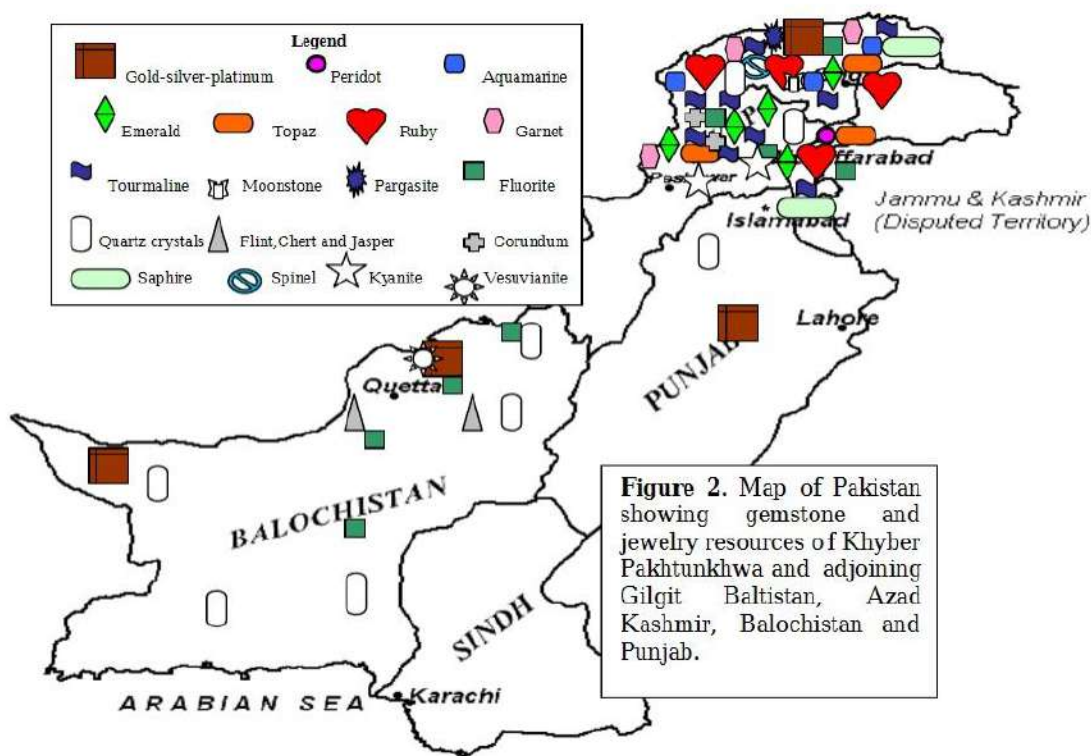 Legend
Gold-silver-platinum
Peridot
Aquamarine
Emerald
Topaz
Ruby
Garnet
Tourmaline
Moonstone
Pargasite
Fluorite
Quartz crystals
Flint,Chert and Jasper
Corundum
Saphire
Spinel
Kyanite
Vesuvianite
Islamabad
Jammu & Kashmir
(Disputed Territory)
Lahore
PUNJAB
Quetta
BALOCHISTAN
SINDH
Karachi
ARABIAN SEA
Figure 2. Map of Pakistan
showing gemstone and
jewelry resources of Khyber
Pakhtunkhwa and adjoining
Gilgit Baltistan, Azad
Kashmir, Balochistan and
Punjab.